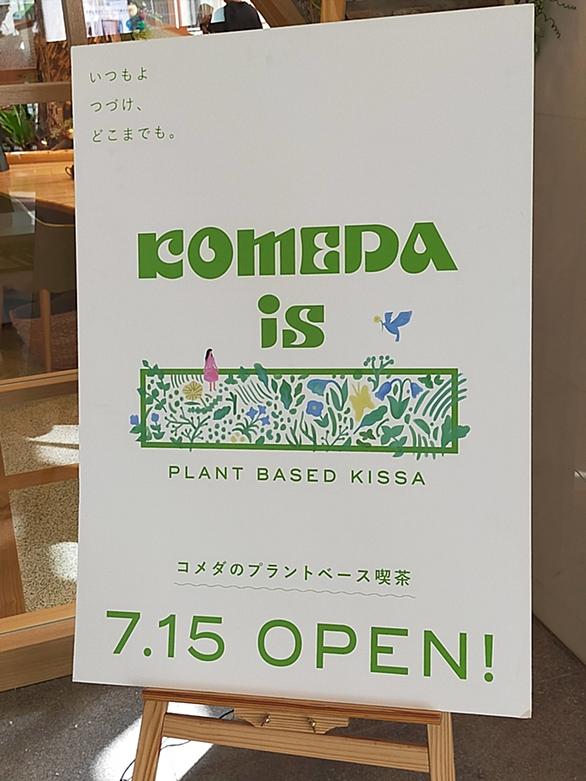 いつもよ
つづけ、
どこまでも。
KOMEDA
is
PLANT BASED KISSA
コメダのプラントベース喫茶
7.15 OPEN!